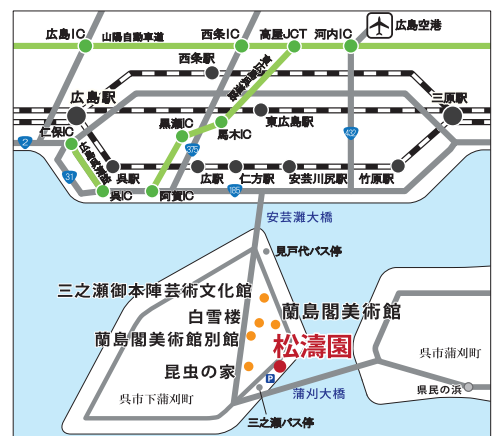 広島IC
山陽自動車道
西条IC
高屋JCT
河内IC
広島空港
西条駅
東広島呉道路
広島駅
三原駅
黒瀬IC
馬木IC
東広島駅
仁保IC
2
375
432
広島呉道路
31
呉駅
広駅
仁方駅
安芸川尻駅
竹原駅
呉IC
阿賀IC
185
安芸灘大橋
見戸代バス停
三之瀬御本陣芸術文化館
蘭島閣美術館
白雪楼
蘭島閣美術館別館
松濤園
昆虫の家
P
呉市蒲刈町
呉市下蒲刈町
蒲刈大橋
県民の浜
三之瀬バス停